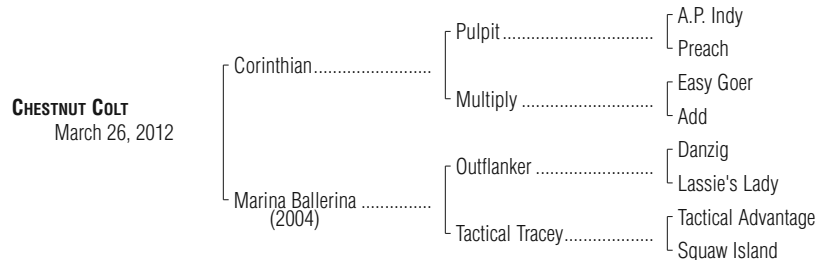 A.P. Indy
Pulpit
Preach
Corinthian
Easy Goer
Multiply
Add
CHESTNUT COLT
March 26, 2012
Danzig
Outflanker
Lassie's Lady
Marina Ballerina
(2004)
Tactical Advantage
Tactical Tracey
Squaw Island